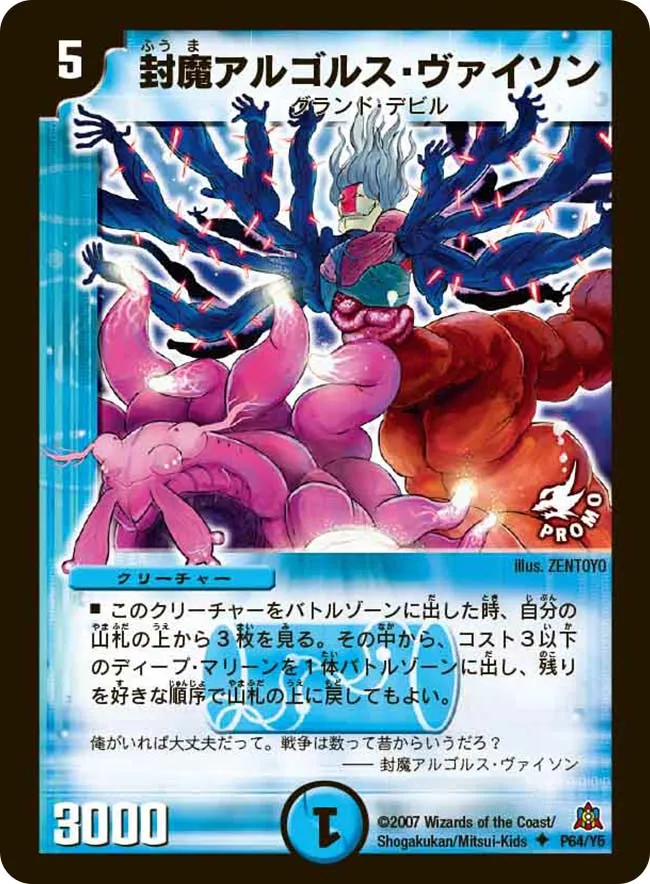 5
ふうま
封魔アルゴルス・ヴァイソン
グランド・デビル
PROMO
illus. ZENTOYO
クリーチャー
■ このクリーチャーをバトルゾーンに出した時、自分の
山札の上から3枚を見る。その中から、コスト3以下
のディープ・マリーンを1体バトルゾーンに出し、残り
を好きな順序で山札の上に戻してもよい。
俺がいれば大丈夫だって。戦争は数って昔からいうだろ?
―― 封魔アルゴルス・ヴァイソン
3000
1
©2007 Wizards of the Coast/
Shogakukan/Mitsui-Kids P64/Y5